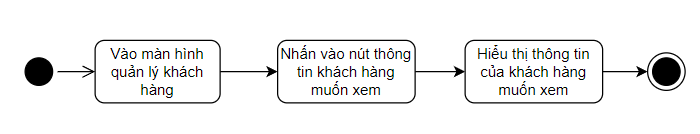 Vào màn hình
quản lý khách
hàng
Nhấn vào nút thông
tin khách hàng
muốn xem
Hiểu thị thông tin
của khách hàng
muốn xem